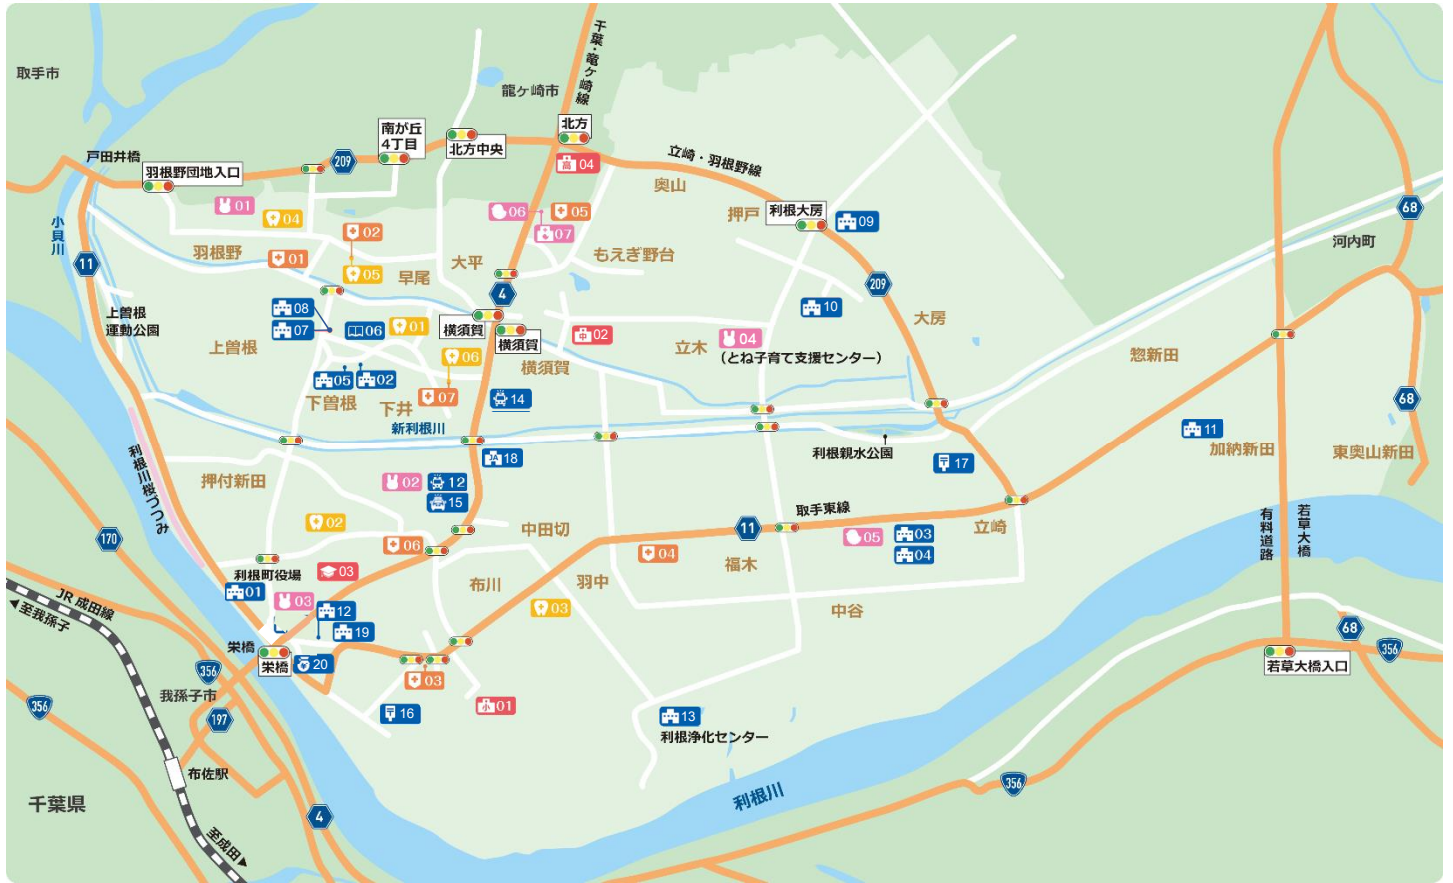 取手市
龍ヶ崎市
千葉・竜ヶ崎線
北方
北方中央
南が丘
4丁目
209
戸田井橋
羽根野団地入口
立崎・羽根野線
高 04
奥山
01
04
06
05
07
押戸
利根大房
09
68
河内町
小貝川
羽根野
02
01
05
早尾
大平
もえぎ野台
11
4
209
大房
10
上曽根
運動公園
08
07
06
01
横須賀
横須賀
中 02
横須賀
立木
04
(とね子育て支援センター)
惣新田
上曽根
06
05
02
07
下曽根
下井
14
新利根川
68
11
加納新田
東奥山新田
利根親水公園
JA 18
17
利根川桜づつみ
押付新田
02
12
15
02
06
中田切
取手東線
11
05
03
04
立崎
有料道路
若草大橋
170
利根町役場
01
03
布川
羽中
04
福木
中谷
JR 成田線
至我孫子
03
12
19
03
栄橋
栄橋
20
356
356
我孫子市
197
03
小 01
16
13
利根浄化センター
68
356
若草大橋入口
布佐駅
千葉県
至成田
4
利根川
356